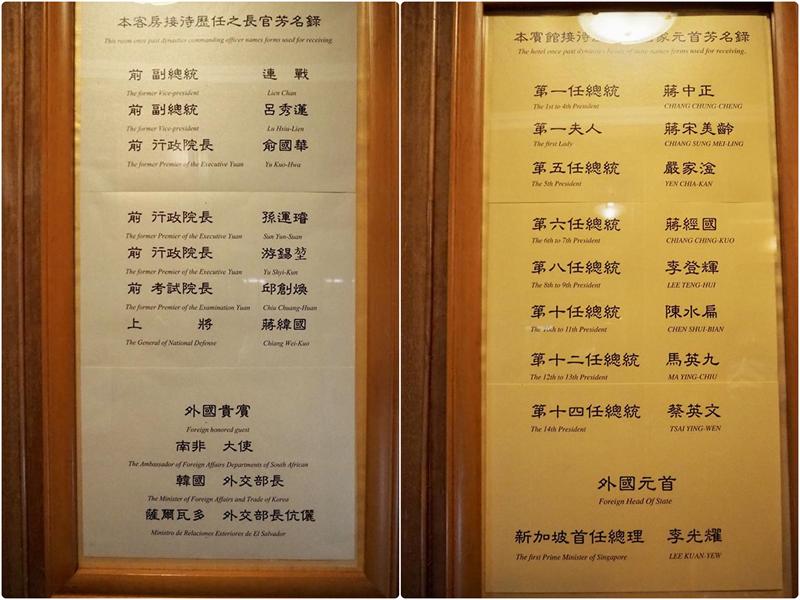 本客房接待歷任之長官芳名錄
This room once past dynasties commanding officer names forms used for receiving.
前 副總統 連 戰
The former Vice-president Lien Chan
前 副總統 呂秀蓮
The former Vice-president Lu Hsiu-Lien
前 行政院長 俞國華
The former Premier of the Executive Yuan Yu Kuo-Hwa
前 行政院長 孫運璿
The former Premier of the Executive Yuan Sun Yun-Suan
前 行政院長 游錫堃
The former Premier of the Executive Yuan Yu Shyi-Kun
前 考試院長 邱創煥
The former Premier of the Examination Yuan Chiu Chuang-Huan
上 將 蔣緯國
The General of National Defense Chiang Wei-Kuo
外國貴賓
Foreign honored guest
南非 大使
The Ambassador of Foreign Affairs Departments of South African
韓國 外交部長
The Minister of Foreign Affairs and Trade of Korea
薩爾瓦多 外交部長伉儷
Ministro de Relaciones Exteriores de El Salvador
本賓館接待 家元首芳名錄
The hotel once past dynasties heads of state names forms used for receiving.
第一任總統 蔣中正
The 1st to 4th President CHIANG CHUNG-CHENG
第一夫人 蔣宋美齡
The first Lady CHIANG SUNG MEI-LING
第五任總統 嚴家淦
The 5th President YEN CHIA-KAN
第六任總統 蔣經國
The 6th to 7th President CHIANG CHING-KUO
第八任總統 李登輝
The 8th to 9th President LEE TENG-HUI
第十任總統 陳水扁
The 10th to 11th President CHEN SHUI-BIAN
第十二任總統 馬英九
The 12th to 13th President MA YING-CHIU
第十四任總統 蔡英文
The 14th President TSAI YING-WEN
外國元首
Foreign Head Of State
新加坡首任總理 李光耀
The first Prime Minister of Singapore LEE KUAN-YEW